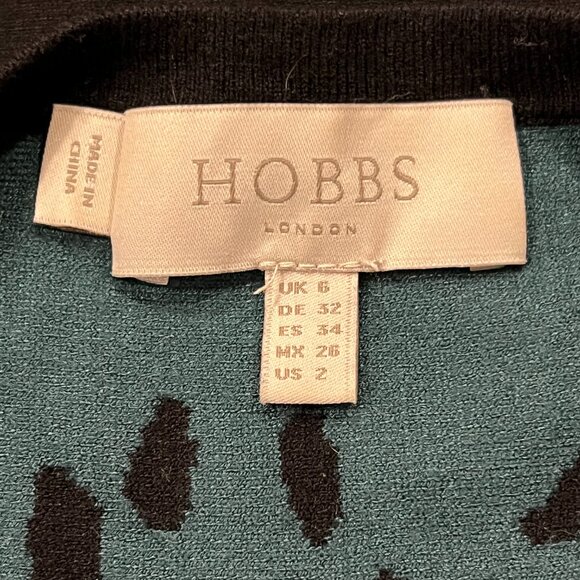 MADE IN
CHINA
HOBBS
LONDON
UK 6
DE 32
ES 34
MX 26
US 2